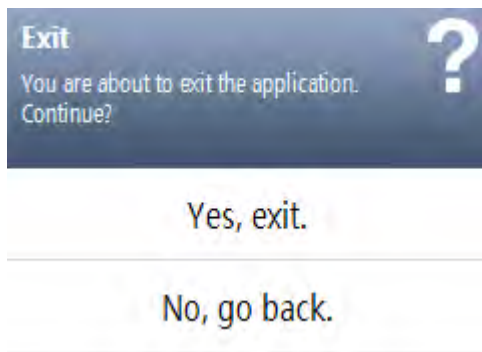 Exit
You are about to exit the application.
Continue?
?
Yes, exit.
No, go back.